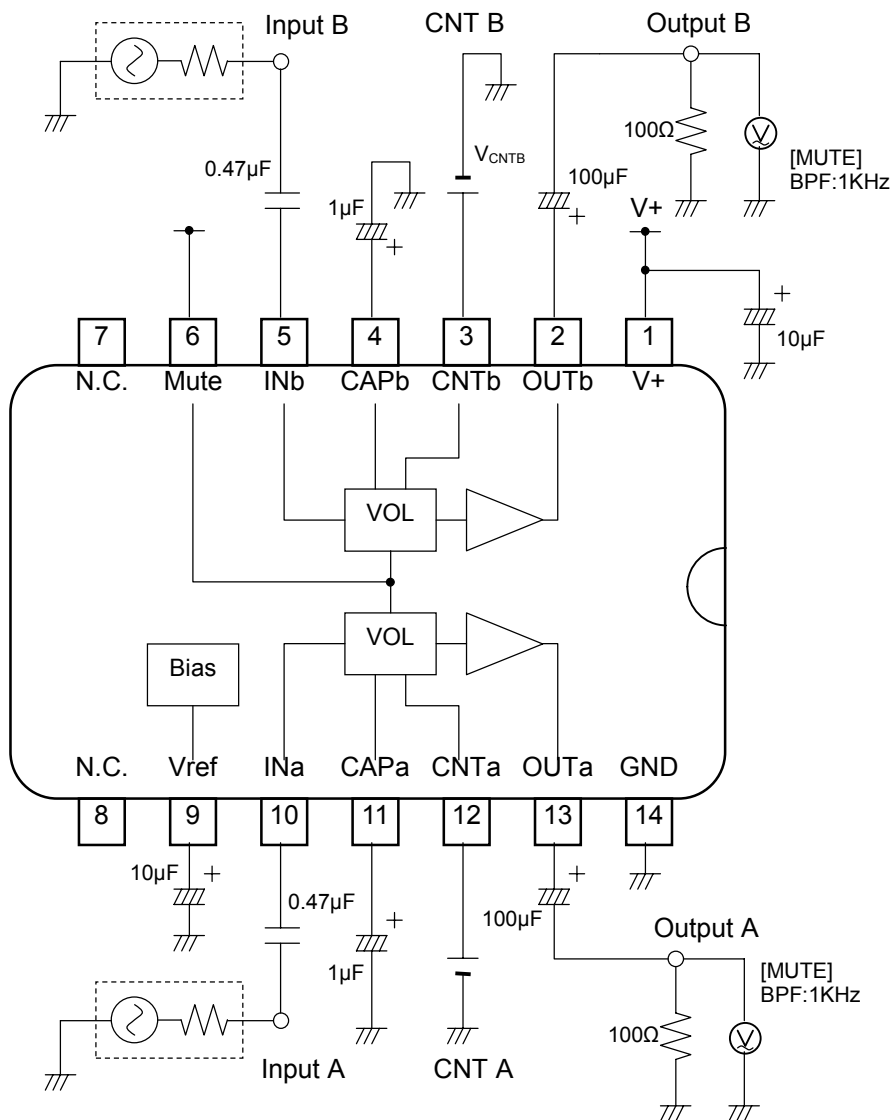 Input B
CNT B
Output B
0.47µF
1µF
VCNTB
100µF
100Ω
V
[MUTE]
BPF:1KHz
V+
+
+
+
10µF
7
6
5
4
3
2
1
N.C.
Mute
INb
CAPb
CNTb
OUTb
V+
VOL
VOL
Bias
N.C.
Vref
INa
CAPa
CNTa
OUTa
GND
8
9
10
11
12
13
14
10µF
+
0.47µF
+
1µF
100µF
+
Output A
[MUTE]
BPF:1KHz
100Ω
V
Input A
CNT A